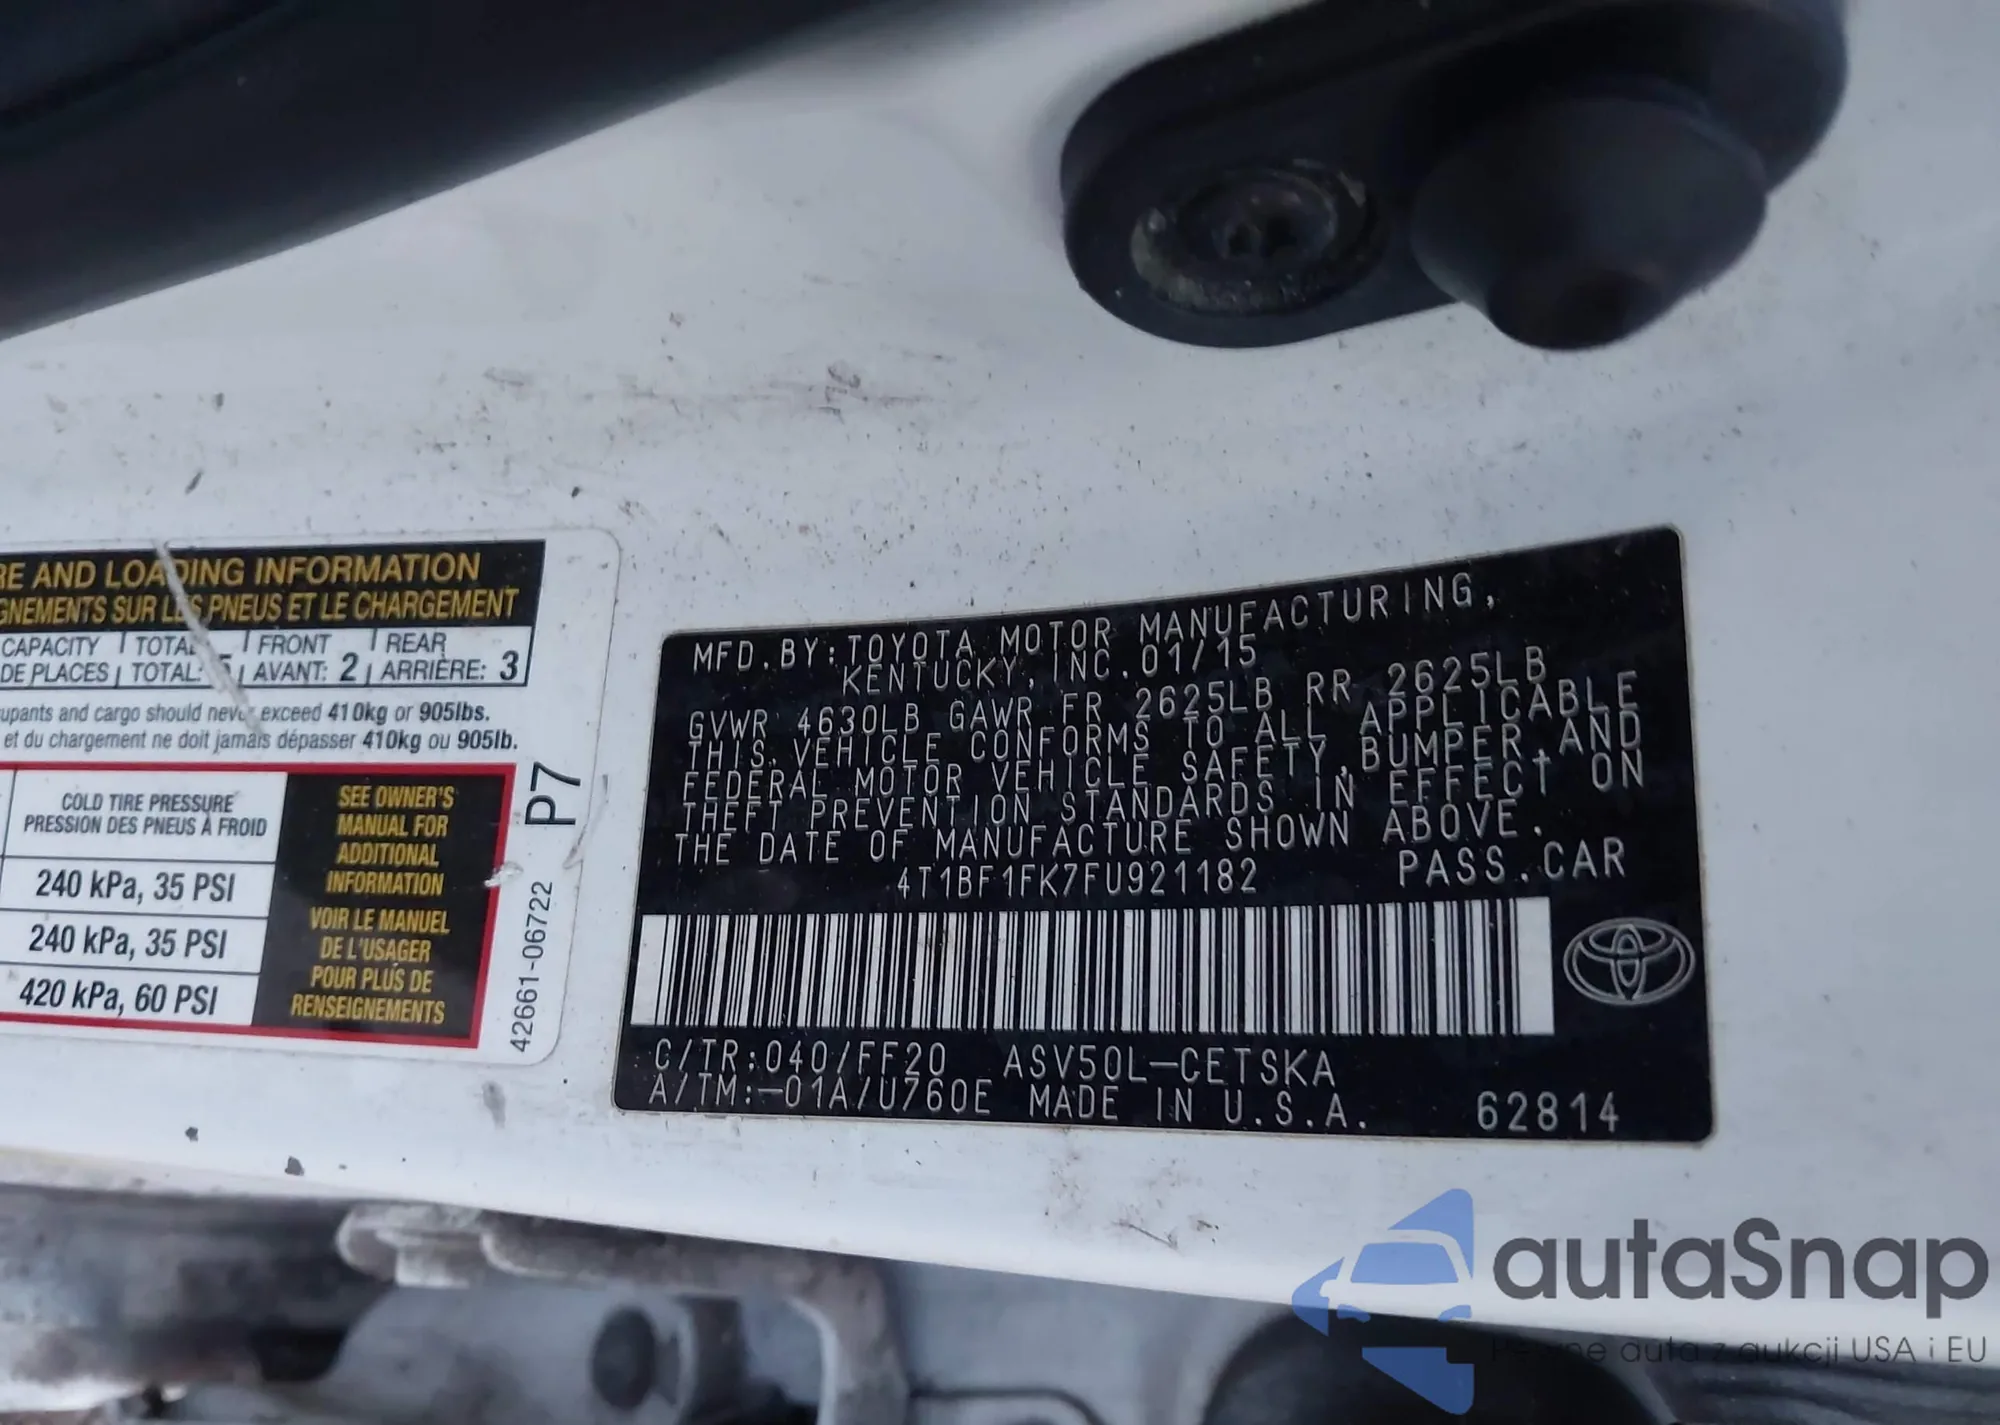 RE AND LOADING INFORMATION
GNEMENTS SUR LES PNEUS ET LE CHARGEMENT
CAPACITY TOTAL FRONT REAR
DE PLACES TOTAL: 5 AVANT: 2 ARRIÈRE: 3
upants and cargo should never exceed 410kg or 905lbs.
et du chargement ne doit jamais dépasser 410kg ou 905lb.
COLD TIRE PRESSURE
PRESSION DES PNEUS À FROID
240 kPa, 35 PSI
240 kPa, 35 PSI
420 kPa, 60 PSI
SEE OWNER'S
MANUAL FOR
ADDITIONAL
INFORMATION
VOIR LE MANUEL
DE L'USAGER
POUR PLUS DE
RENSEIGNEMENTS
P7
42661-06722
MFD.BY:TOYOTA MOTOR MANUFACTURING,
KENTUCKY, INC.01/15
GVWR 4630LB GAWR FR 2625LB RR 2625LB
THIS VEHICLE CONFORMS TO ALL APPLICABLE
FEDERAL MOTOR VEHICLE SAFETY,BUMPER,AND
THEFT PREVENTION STANDARDS IN EFFECT ON
THE DATE OF MANUFACTURE SHOWN ABOVE.
4T1BF1FK7FU921182 PASS.CAR
C/TR:040/FF20 ASV50L-CETSKA
A/TM:-01A/U760E MADE IN U.S.A. 62814
autaSnap
Pewne auta z aukcji USA i EU